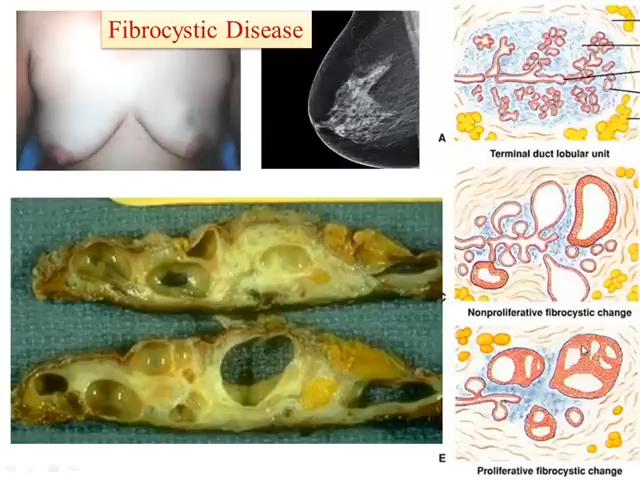 Fibrocystic Disease
A
Terminal duct lobular unit
Nonproliferative fibrocystic change
E
Proliferative fibrocystic change